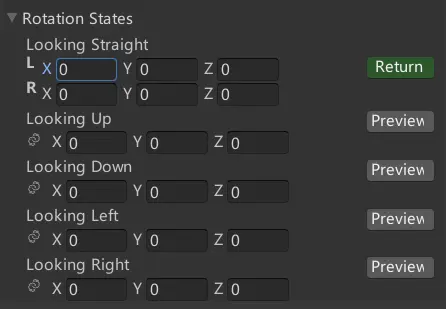 Rotation States
Looking Straight
L X 0 Y 0 Z 0 Return
R X 0 Y 0 Z 0
Looking Up
X 0 Y 0 Z 0 Preview
Looking Down
X 0 Y 0 Z 0 Preview
Looking Left
X 0 Y 0 Z 0 Preview
Looking Right
X 0 Y 0 Z 0 Preview